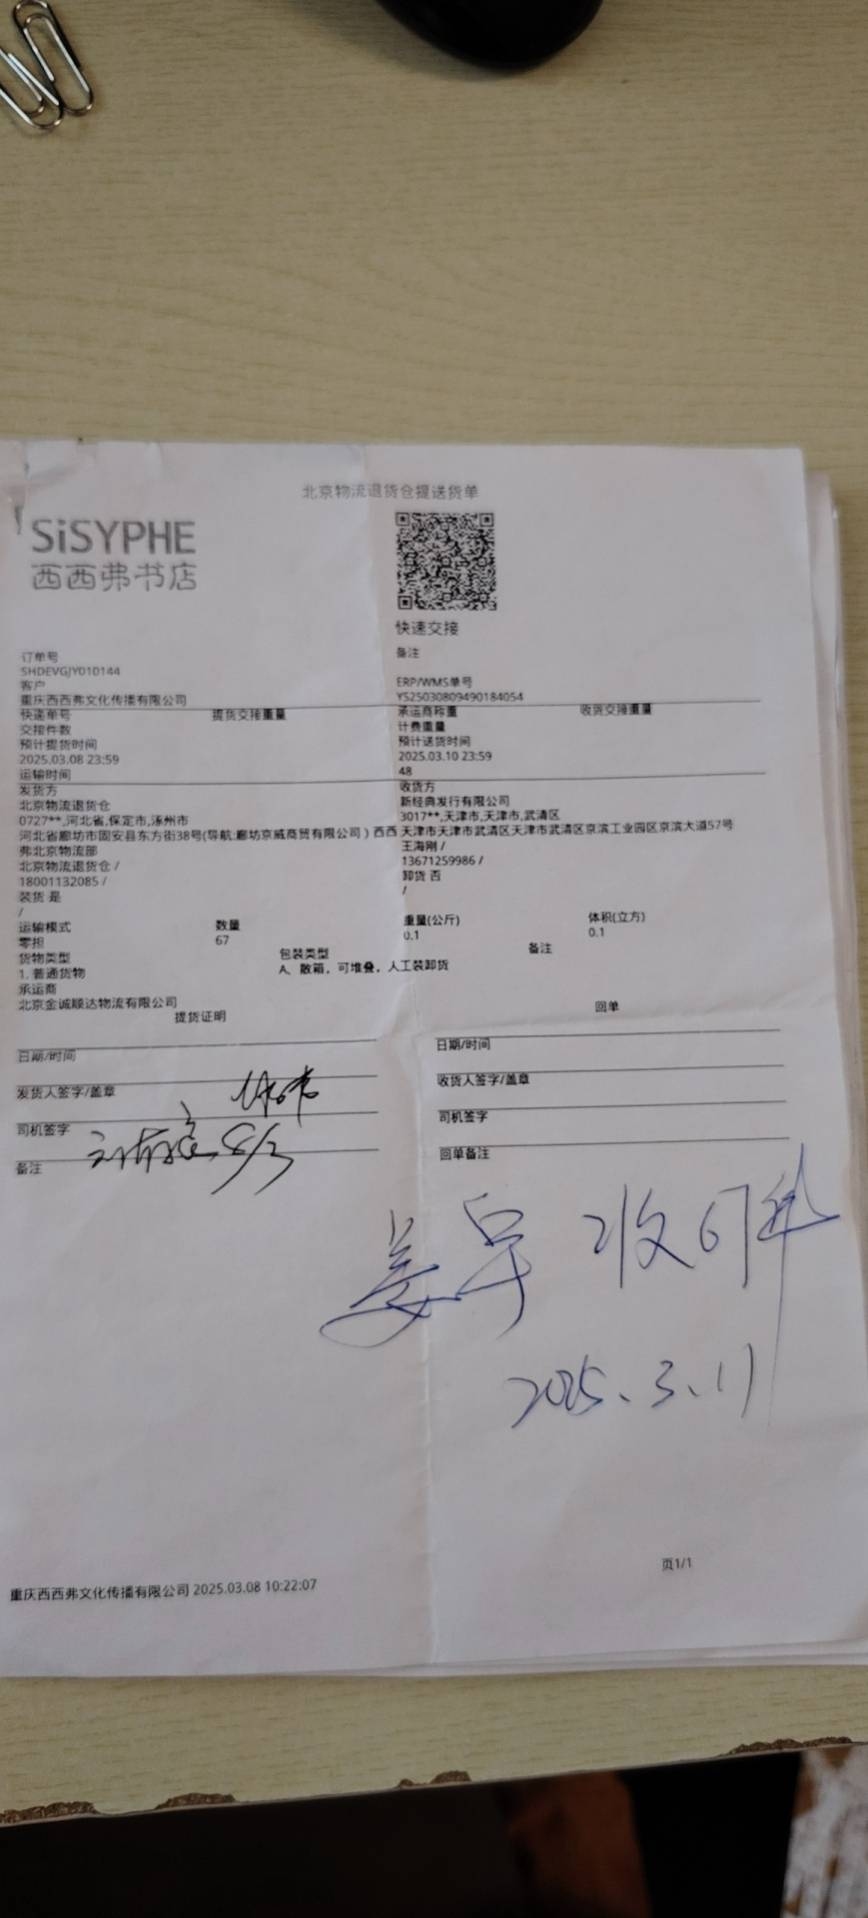 北京物流退货仓提送货单
SiSYPHE
西西弗书店
快速交接
订单号
备注
SHDEVGJY010144
客户
ERP/WMS单号
重庆西西弗文化传播有限公司
YS25030809490184054
快递单号 提货交接重量 承运商称重 收货交接重量
交接件数 计费重量
预计提货时间 预计送货时间
2025.03.08 23:59 2025.03.10 23:59
运输时间 48
发货方 收货方
北京物流退货仓 新经典发行有限公司
0727**,河北省,保定市,涿州市 3017**,天津市,天津市,武清区
河北省廊坊市固安县东方街38号(导航:廊坊京威商贸有限公司) 西西 天津市天津市武清区天津市武清区京滨工业园区京滨大道57号
弗北京物流部 王海刚 /
北京物流退货仓 / 13671259986 /
18001132085 / 卸货 否
装货 是 /
/
运输模式 数量 重量(公斤) 体积(立方)
零担 67 0.1 0.1
货物类型 包装类型 备注
1. 普通货物 A、散箱，可堆叠，人工装卸货
承运商
北京金诚顺达物流有限公司
提货证明 回单
日期/时间 日期/时间
发货人签字/盖章 收货人签字/盖章
司机签字 司机签字
8/3
备注 回单备注
姜早 收67件
2025、3、11
页1/1
重庆西西弗文化传播有限公司 2025.03.08 10:22:07